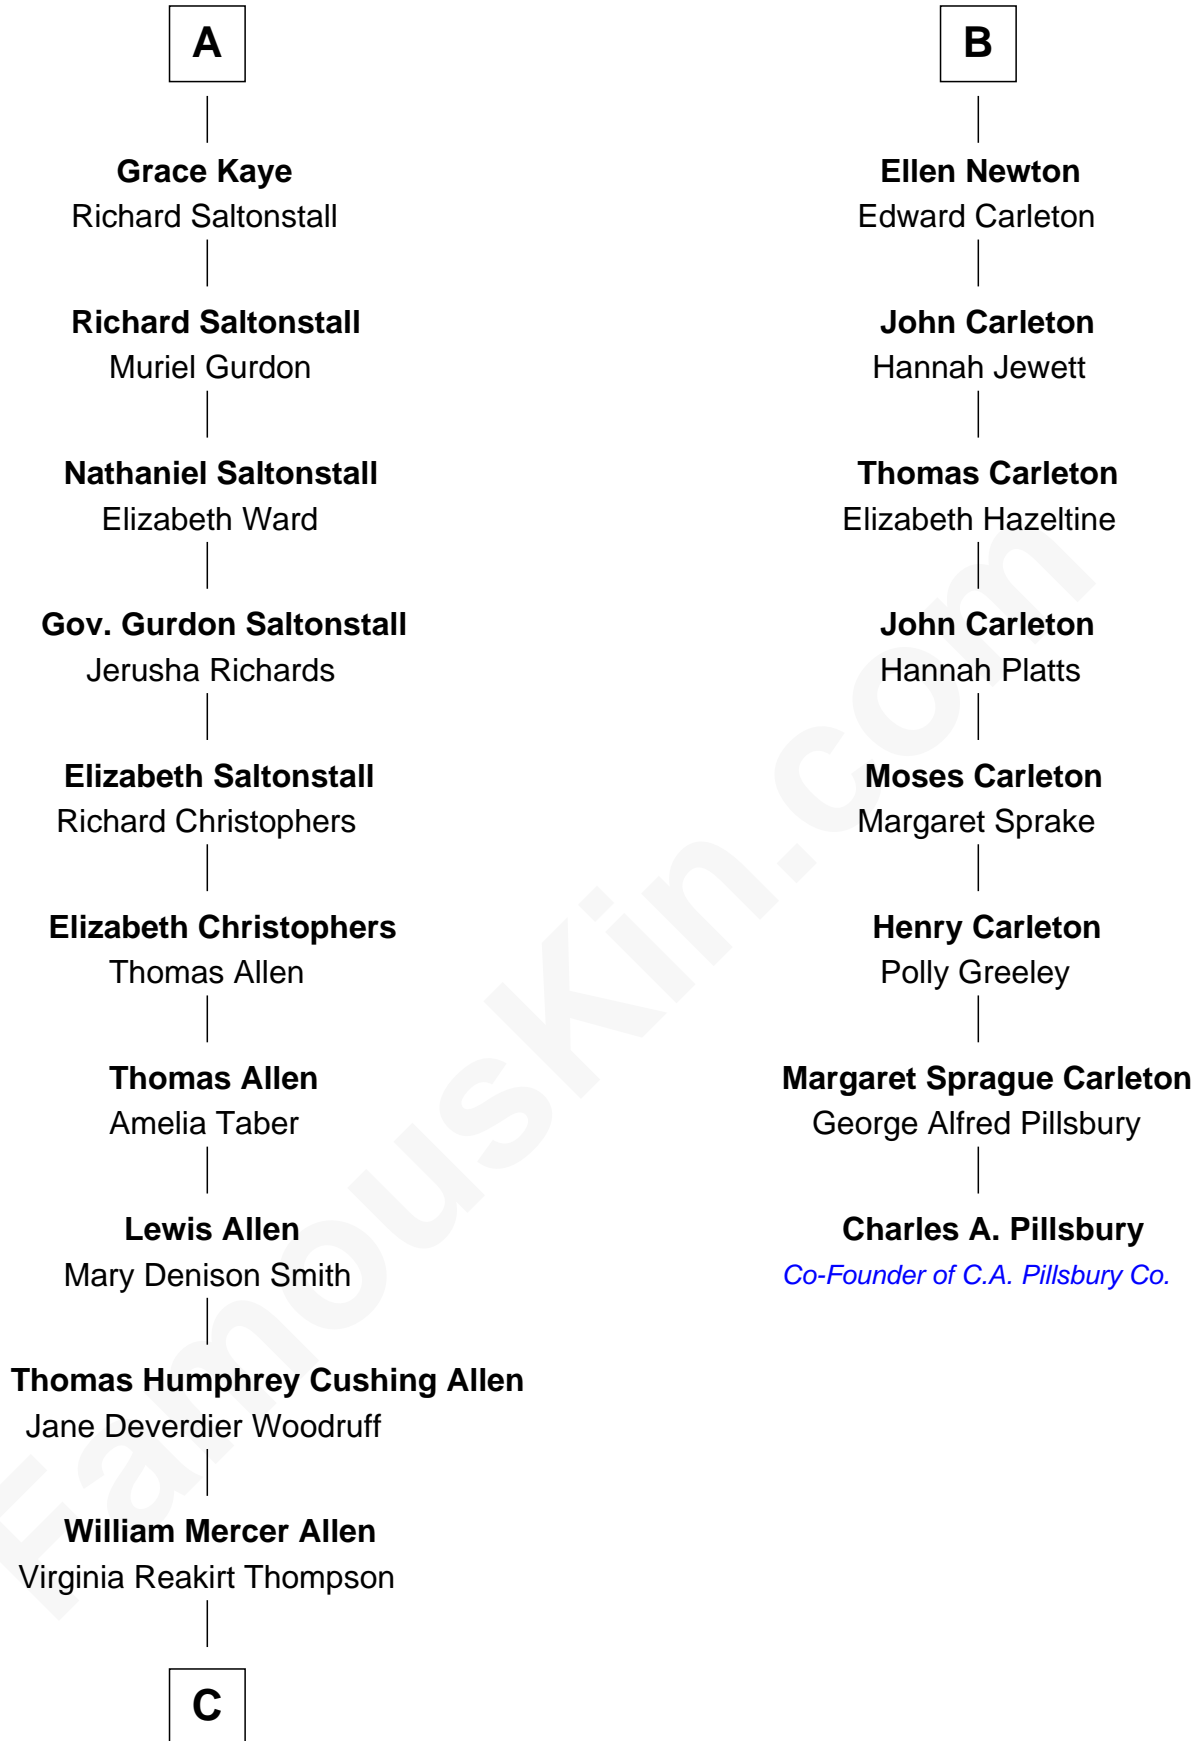 A
Grace Kaye
Richard Saltonstall
Richard Saltonstall
Muriel Gurdon
Nathaniel Saltonstall
Elizabeth Ward
Gov. Gurdon Saltonstall
Jerusha Richards
Elizabeth Saltonstall
Richard Christophers
Elizabeth Christophers
Thomas Allen
Thomas Allen
Amelia Taber
Lewis Allen
Mary Denison Smith
Thomas Humphrey Cushing Allen
Jane Deverdier Woodruff
William Mercer Allen
Virginia Reakirt Thompson
C
B
Ellen Newton
Edward Carleton
John Carleton
Hannah Jewett
Thomas Carleton
Elizabeth Hazeltine
John Carleton
Hannah Platts
Moses Carleton
Margaret Sprake
Henry Carleton
Polly Greeley
Margaret Sprague Carleton
George Alfred Pillsbury
Charles A. Pillsbury
Co-Founder of C.A. Pillsbury Co.
FamousKin.com